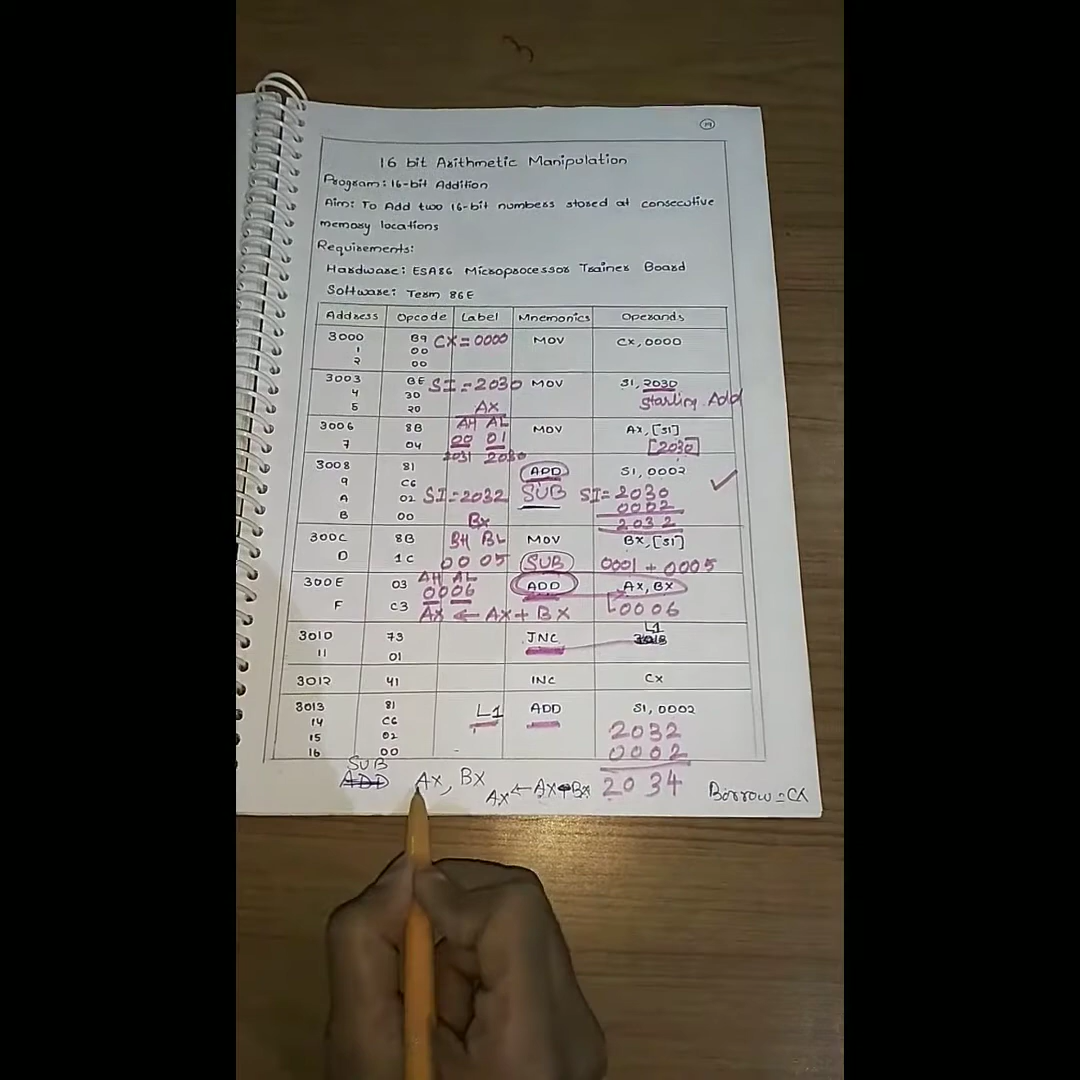 19
16 bit Arithmetic Manipulation
Program: 16-bit Addition
Aim: To Add two 16-bit numbers stored at consecutive
memory locations
Requirements:
Hardware: ESA86 Microprocessor Trainer Board
Software: Term 86E
Address Opcode Label Mnemonics Operands
3000 B9 CX=0000 MOV CX,0000
1 00
2 00
3003 BE SI=2030 MOV SI,2030
4 30 Starting Add
5 20 AX
3006 8B AH AL MOV AX,[SI]
7 04 00 01 [2030]
2031 2030
3008 81 ADD SI,0002
9 C6
A 02 SI=2032 SUB SI=2030
B 00 0002
BX 2032
300C 8B BH BL MOV BX,[SI]
D 1C 00 05 SUB 0001 + 0005
300E 03 AH AL ADD AX,BX
0006
F C3 AX ← AX + BX 0006
3010 73 JNC L1
11 01
3012 41 INC CX
3013 81 L1 ADD SI,0002
14 C6
15 02 2032
16 00 0002
SUB
ADD AX, BX AX ← AX BX 2034 Borrow = CX